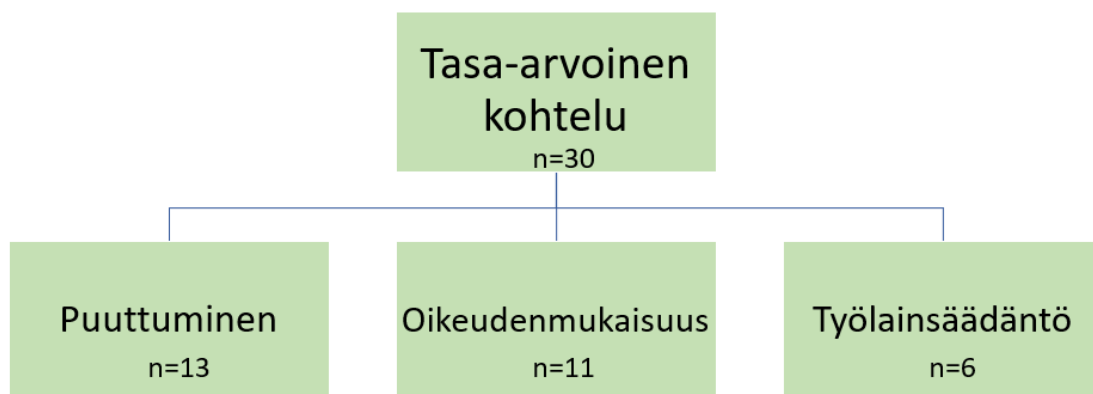 Tasa-arvoinen
kohtelu
n=30
Puuttuminen
n=13
Oikeudenmukaisuus
n=11
Työlainsäädäntö
n=6